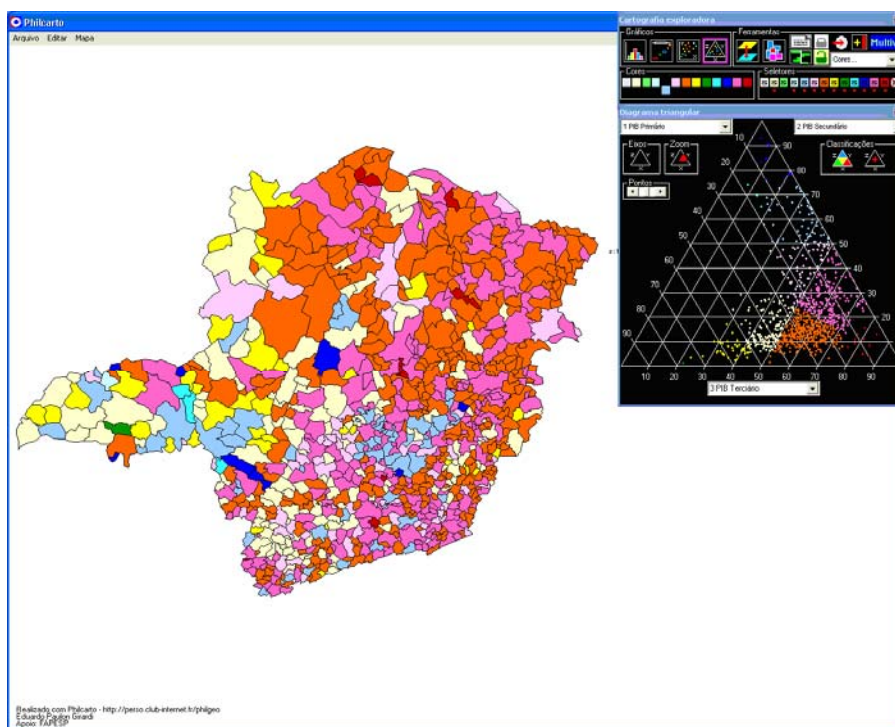 Philcarto
Arquivo Editar Mapa
Cartografia exploradora
Gráficos
Ferramentas
Multiv
Cores...
Cores
Seletores
Diagrama triangular
1 PIB Primário
2 PIB Secundário
Eixos
Zoom
Classificações
Pontos
10
90
20
80
30
70
40
60
50
50
60
40
70
30
80
20
90
10
10 20 30 40 50 60 70 80 90
3 PIB Terciário
Realizado com Philcarto - http://perso.club-internet.fr/philgeo
Eduardo Paulon Girardi
Apoio: FAPESP